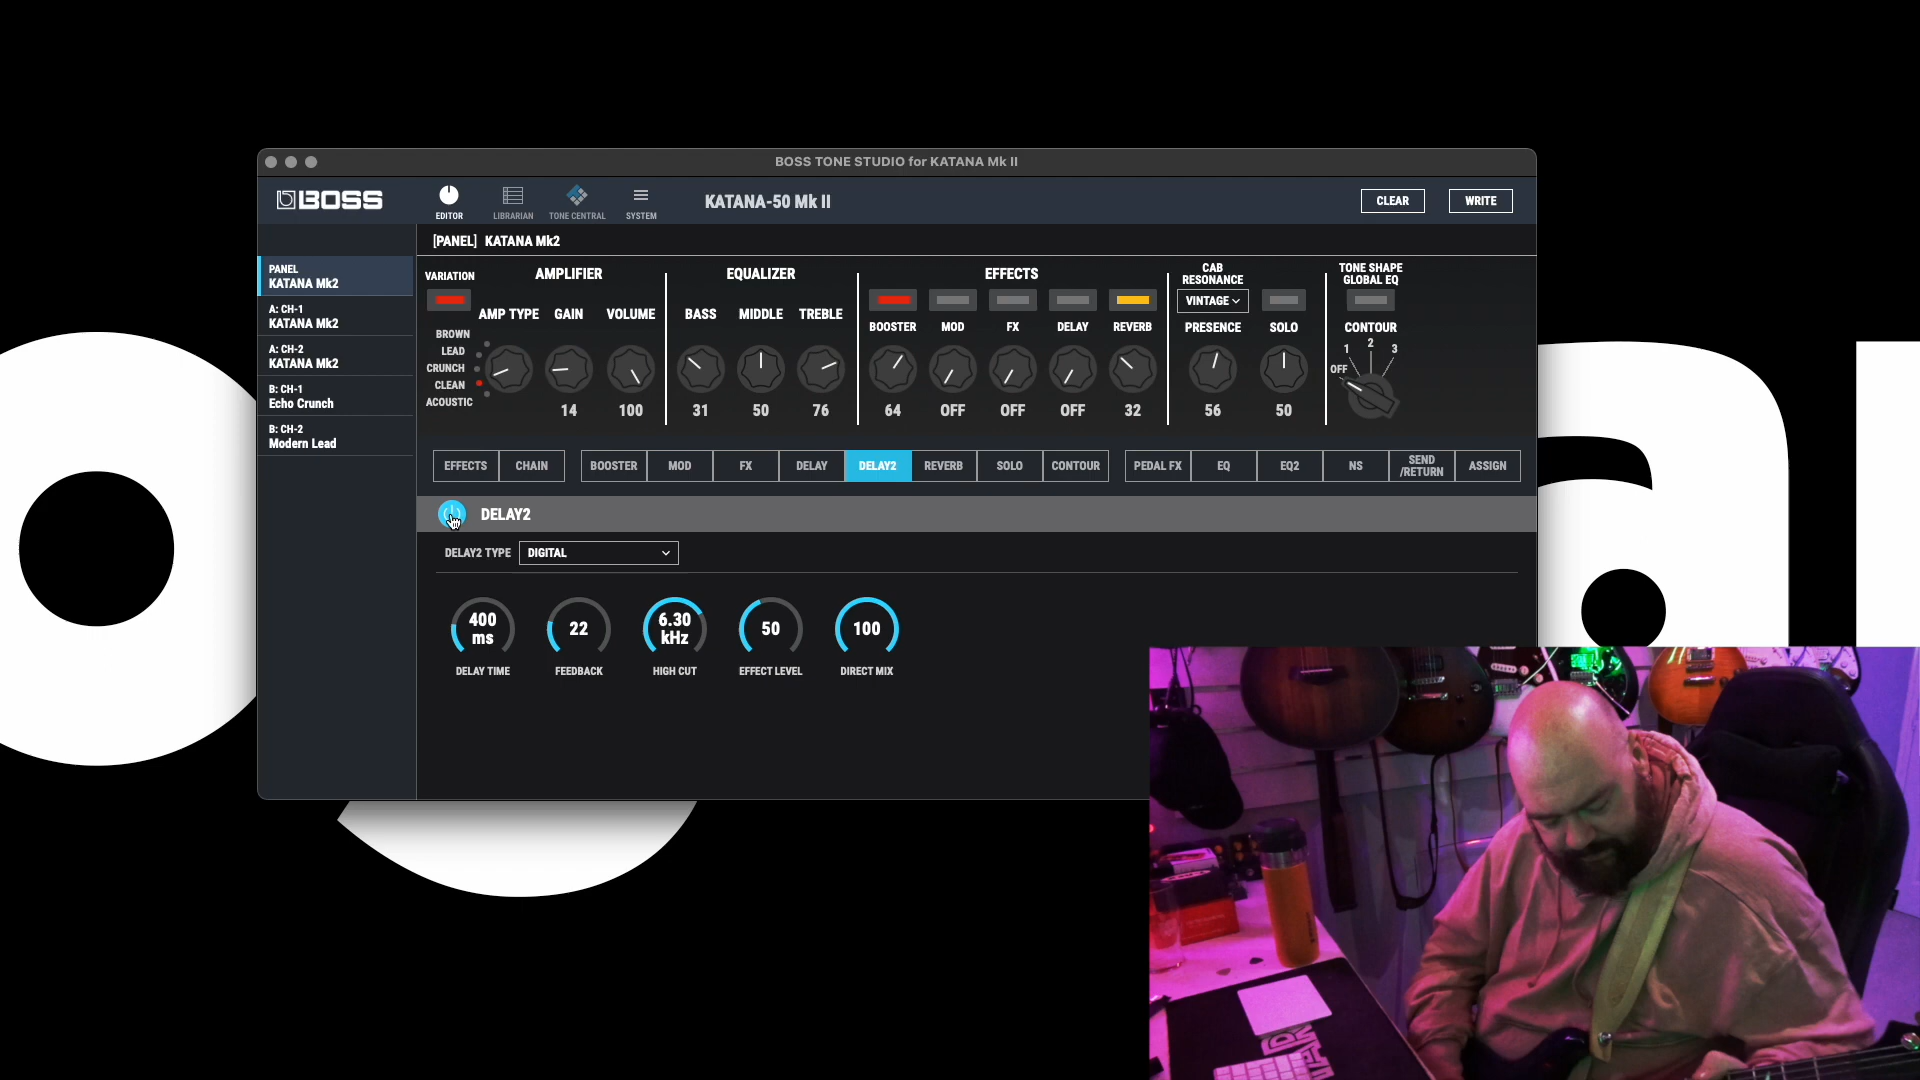 BOSS TONE STUDIO for KATANA Mk II
BOSS
EDITOR
LIBRARIAN
TONE CENTRAL
SYSTEM
KATANA-50 Mk II
CLEAR
WRITE
[PANEL] KATANA Mk2
PANEL
KATANA Mk2
A: CH-1
KATANA Mk2
A: CH-2
KATANA Mk2
B: CH-1
Echo Crunch
B: CH-2
Modern Lead
VARIATION
AMPLIFIER
AMP TYPE
GAIN
VOLUME
BROWN
LEAD
CRUNCH
CLEAN
ACOUSTIC
14
100
EQUALIZER
BASS
MIDDLE
TREBLE
31
50
76
EFFECTS
BOOSTER
MOD
FX
DELAY
REVERB
64
OFF
OFF
OFF
32
CAB
RESONANCE
VINTAGE
PRESENCE
SOLO
56
50
TONE SHAPE
GLOBAL EQ
CONTOUR
OFF
1
2
3
EFFECTS
CHAIN
BOOSTER
MOD
FX
DELAY
DELAY2
REVERB
SOLO
CONTOUR
PEDAL FX
EQ
EQ2
NS
SEND
/RETURN
ASSIGN
DELAY2
DELAY2 TYPE
DIGITAL
400
ms
DELAY TIME
22
FEEDBACK
6.30
kHz
HIGH CUT
50
EFFECT LEVEL
100
DIRECT MIX